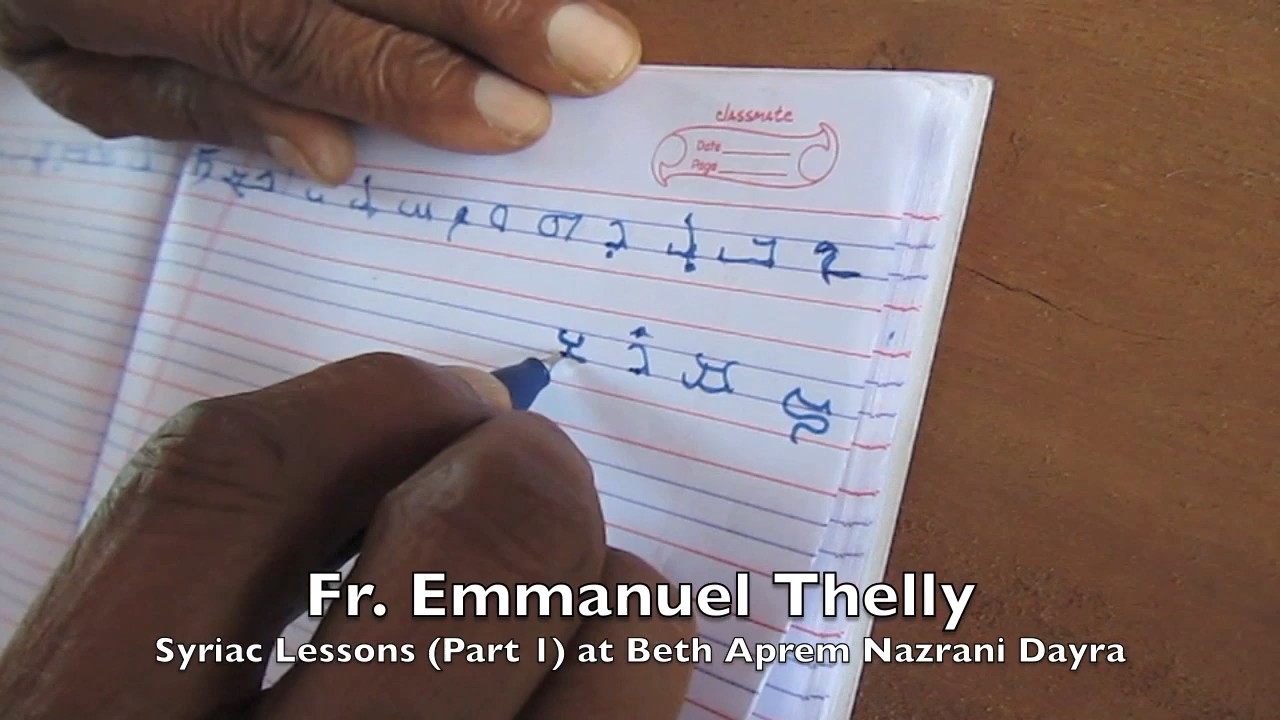 classmate
Date
Page
ܐ ܒ ܓ ܕ ܗ ܘ ܙ ܚ ܛ ܝ
ܨ ܩ ܪ ܫ
Fr. Emmanuel Thelly
Syriac Lessons (Part 1) at Beth Aprem Nazrani Dayra